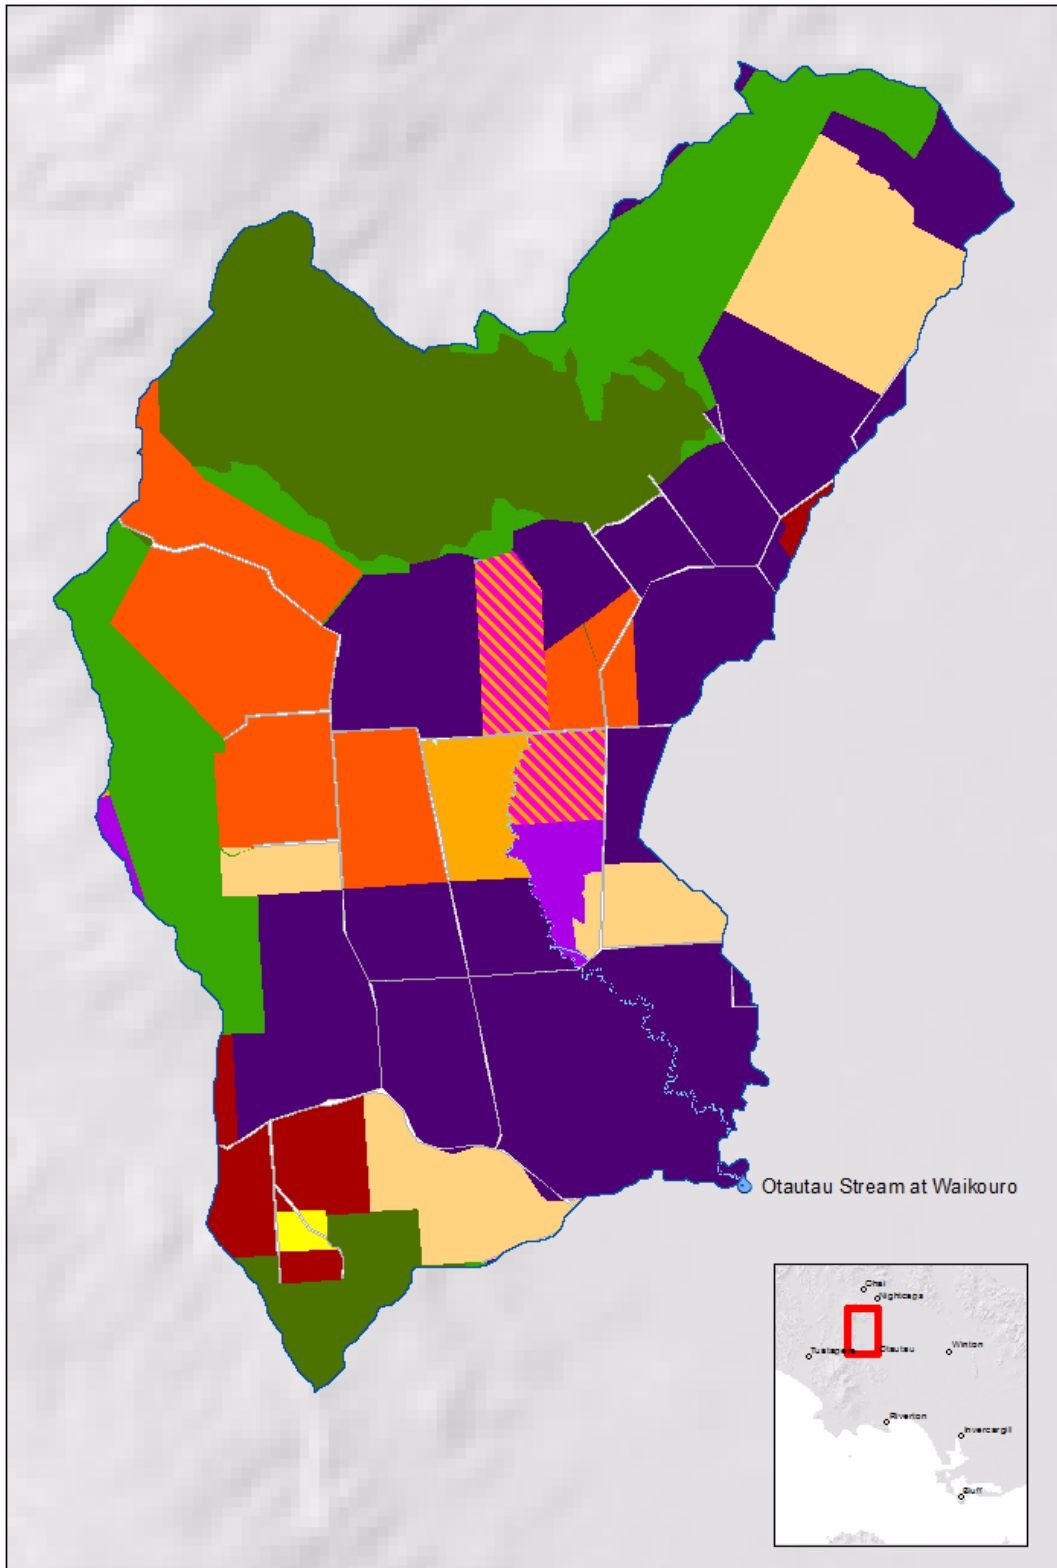 Otautau Stream at Waikouro
Ohai
Nightcaps
Otautau
Winton
Riverton
Invercargill
Bluff